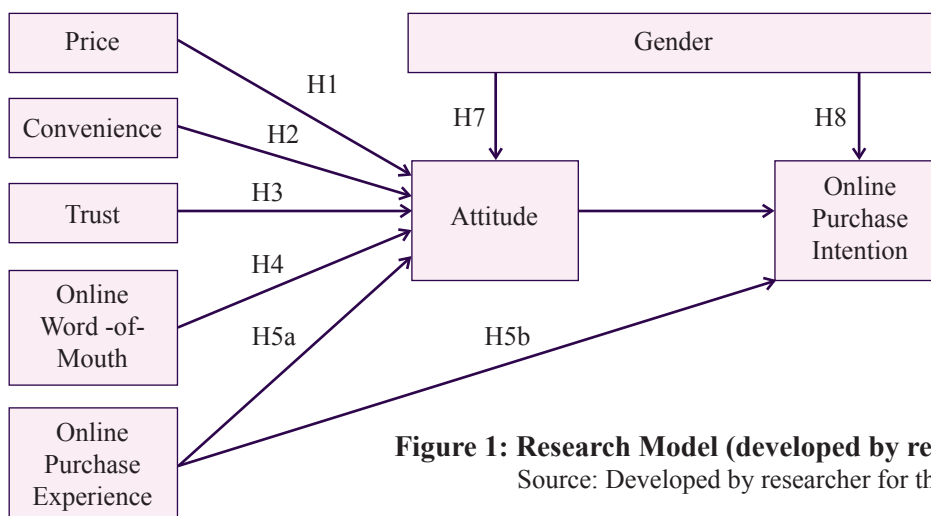 Price
Gender
H1
H7
H8
Convenience
H2
Trust
H3
Attitude
Online
Purchase
Intention
Online
Word -of-
Mouth
H4
H5a
H5b
Online
Purchase
Experience
Figure 1: Research Model (developed by re
Source: Developed by researcher for th